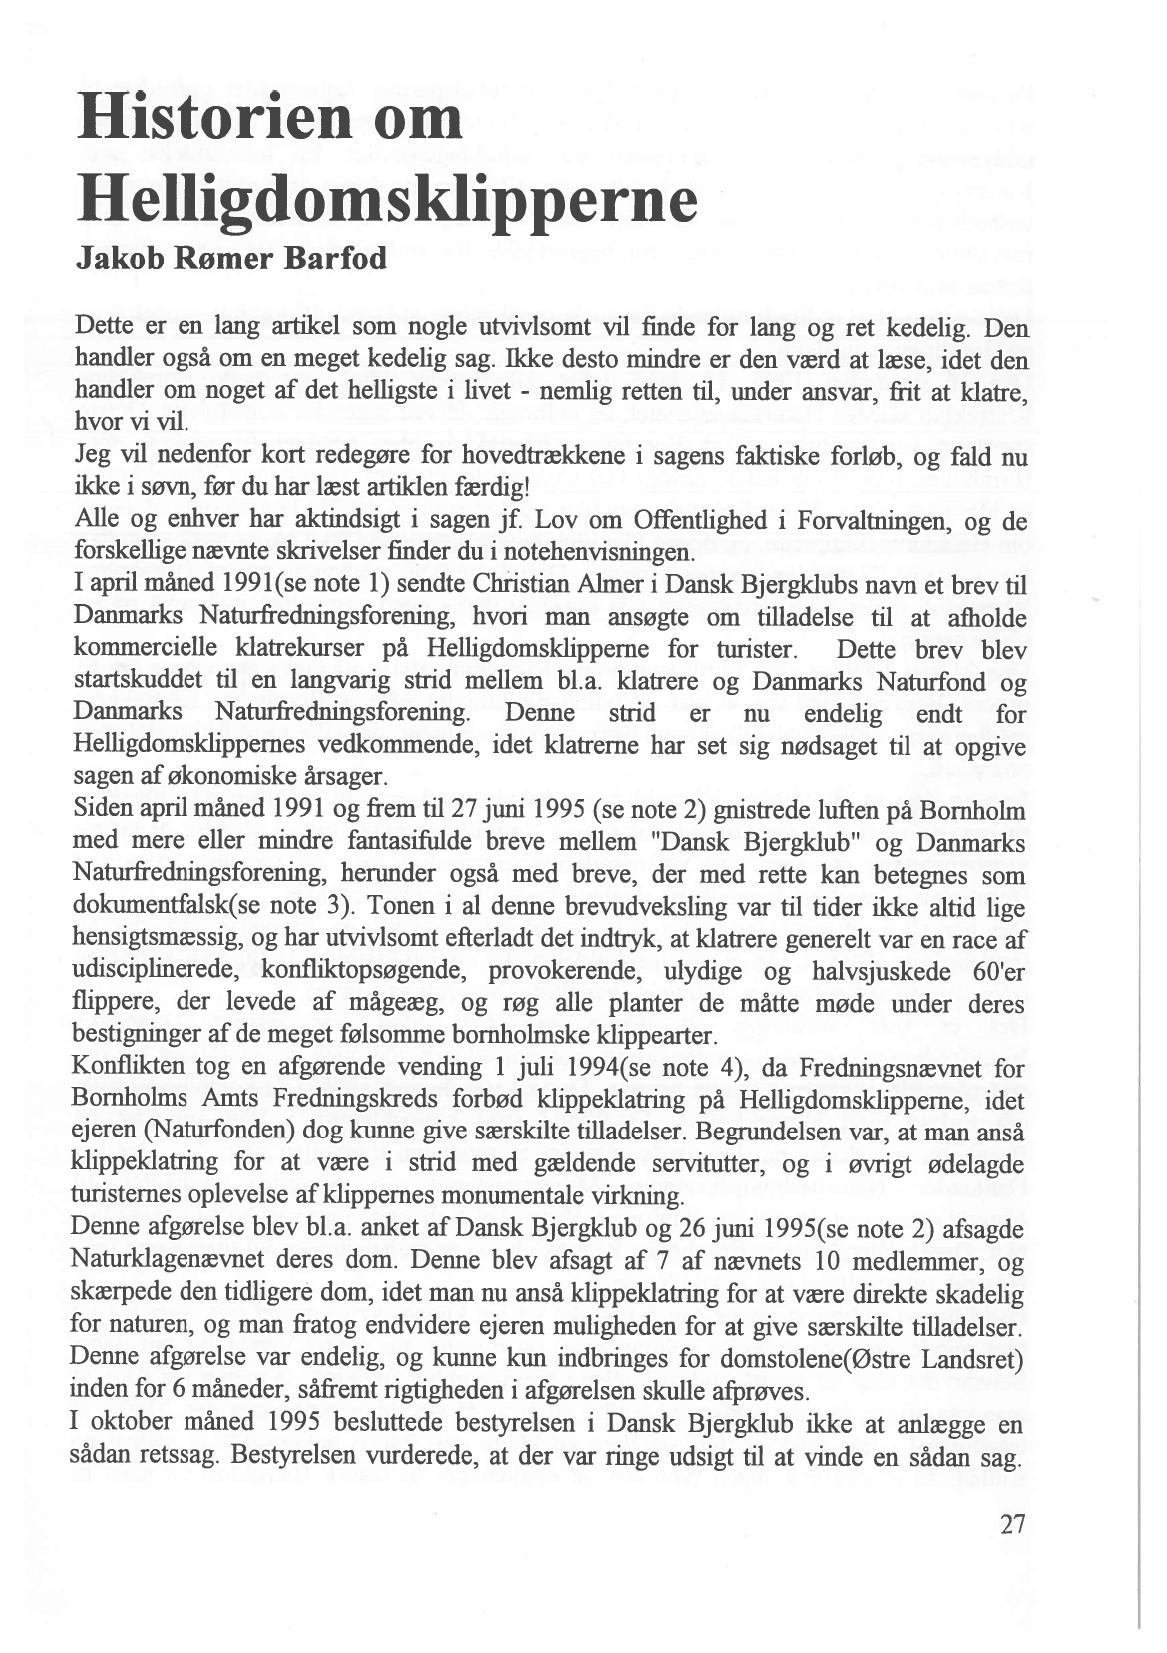 Historien om
Helligdomsklipperne
Jakob Rømer Barfod
Dette er en lang artikel som nogle utvivlsomt vil finde for lang og ret kedelig. Den
handler også om en meget kedelig sag. Ikke desto mindre er den værd at læse, idet den
handler om noget af det helligste i livet - nemlig retten til, under ansvar, frit at klatre,
hvor vi vil.
Jeg vil nedenfor kort redegøre for hovedtrækkene i sagens faktiske forløb, og fald nu
ikke i søvn, før du har læst artiklen færdig!
Alle og enhver har aktindsigt i sagen jf. Lov om Offentlighed i Forvaltningen, og de
forskellige nævnte skrivelser finder du i notehenvisningen.
I april måned 1991(se note 1) sendte Christian Almer i Dansk Bjergklubs navn et brev til
Danmarks Naturfredningsforening, hvori man ansøgte om tilladelse til at afholde
kommercielle klatrekurser på Helligdomsklipperne for turister. Dette brev blev
startskuddet til en langvarig strid mellem bl.a. klatrere og Danmarks Naturfond og
Danmarks Naturfredningsforening. Denne strid er nu endelig endt for
Helligdomsklippernes vedkommende, idet klatrerne har set sig nødsaget til at opgive
sagen af økonomiske årsager.
Siden april måned 1991 og frem til 27 juni 1995 (se note 2) gnistrede luften på Bornholm
med mere eller mindre fantasifulde breve mellem "Dansk Bjergklub" og Danmarks
Naturfredningsforening, herunder også med breve, der med rette kan betegnes som
dokumentfalsk(se note 3). Tonen i al denne brevudveksling var til tider ikke altid lige
hensigtsmæssig, og har utvivlsomt efterladt det indtryk, at klatrere generelt var en race af
udisciplinerede, konfliktopsøgende, provokerende, ulydige og halvsjuskede 60'er
flippere, der levede af mågeæg, og røg alle planter de måtte møde under deres
bestigninger af de meget følsomme bornholmske klippearter.
Konflikten tog en afgørende vending 1 juli 1994(se note 4), da Fredningsnævnet for
Bornholms Amts Fredningskreds forbød klippeklatring på Helligdomsklipperne, idet
ejeren (Naturfonden) dog kunne give særskilte tilladelser. Begrundelsen var, at man anså
klippeklatring for at være i strid med gældende servitutter, og i øvrigt ødelagde
turisternes oplevelse af klippernes monumentale virkning.
Denne afgørelse blev bl.a. anket af Dansk Bjergklub og 26 juni 1995(se note 2) afsagde
Naturklagenævnet deres dom. Denne blev afsagt af 7 af nævnets 10 medlemmer, og
skærpede den tidligere dom, idet man nu anså klippeklatring for at være direkte skadelig
for naturen, og man fratog endvidere ejeren muligheden for at give særskilte tilladelser.
Denne afgørelse var endelig, og kunne kun indbringes for domstolene(Østre Landsret)
inden for 6 måneder, såfremt rigtigheden i afgørelsen skulle afprøves.
I oktober måned 1995 besluttede bestyrelsen i Dansk Bjergklub ikke at anlægge en
sådan retssag. Bestyrelsen vurderede, at der var ringe udsigt til at vinde en sådan sag.
27